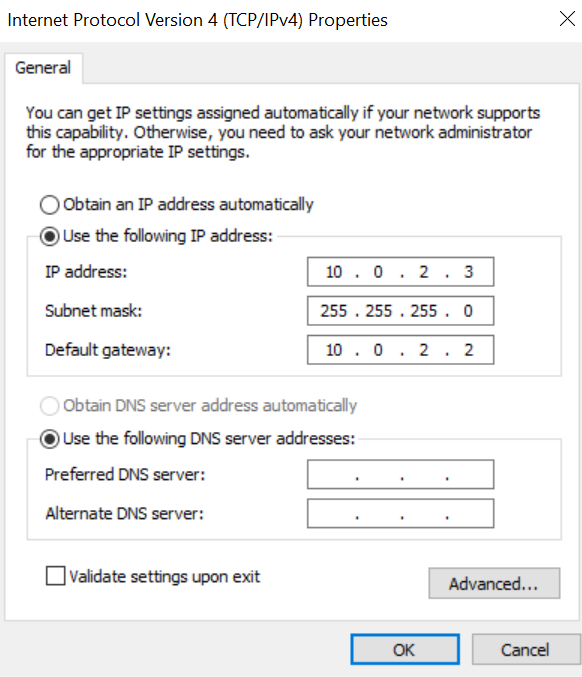 Internet Protocol Version 4 (TCP/IPv4) Properties
General
You can get IP settings assigned automatically if your network supports
this capability. Otherwise, you need to ask your network administrator
for the appropriate IP settings.
Obtain an IP address automatically
Use the following IP address:
IP address: 10 . 0 . 2 . 3
Subnet mask: 255 . 255 . 255 . 0
Default gateway: 10 . 0 . 2 . 2
Obtain DNS server address automatically
Use the following DNS server addresses:
Preferred DNS server: . . .
Alternate DNS server: . . .
Validate settings upon exit
Advanced...
OK Cancel